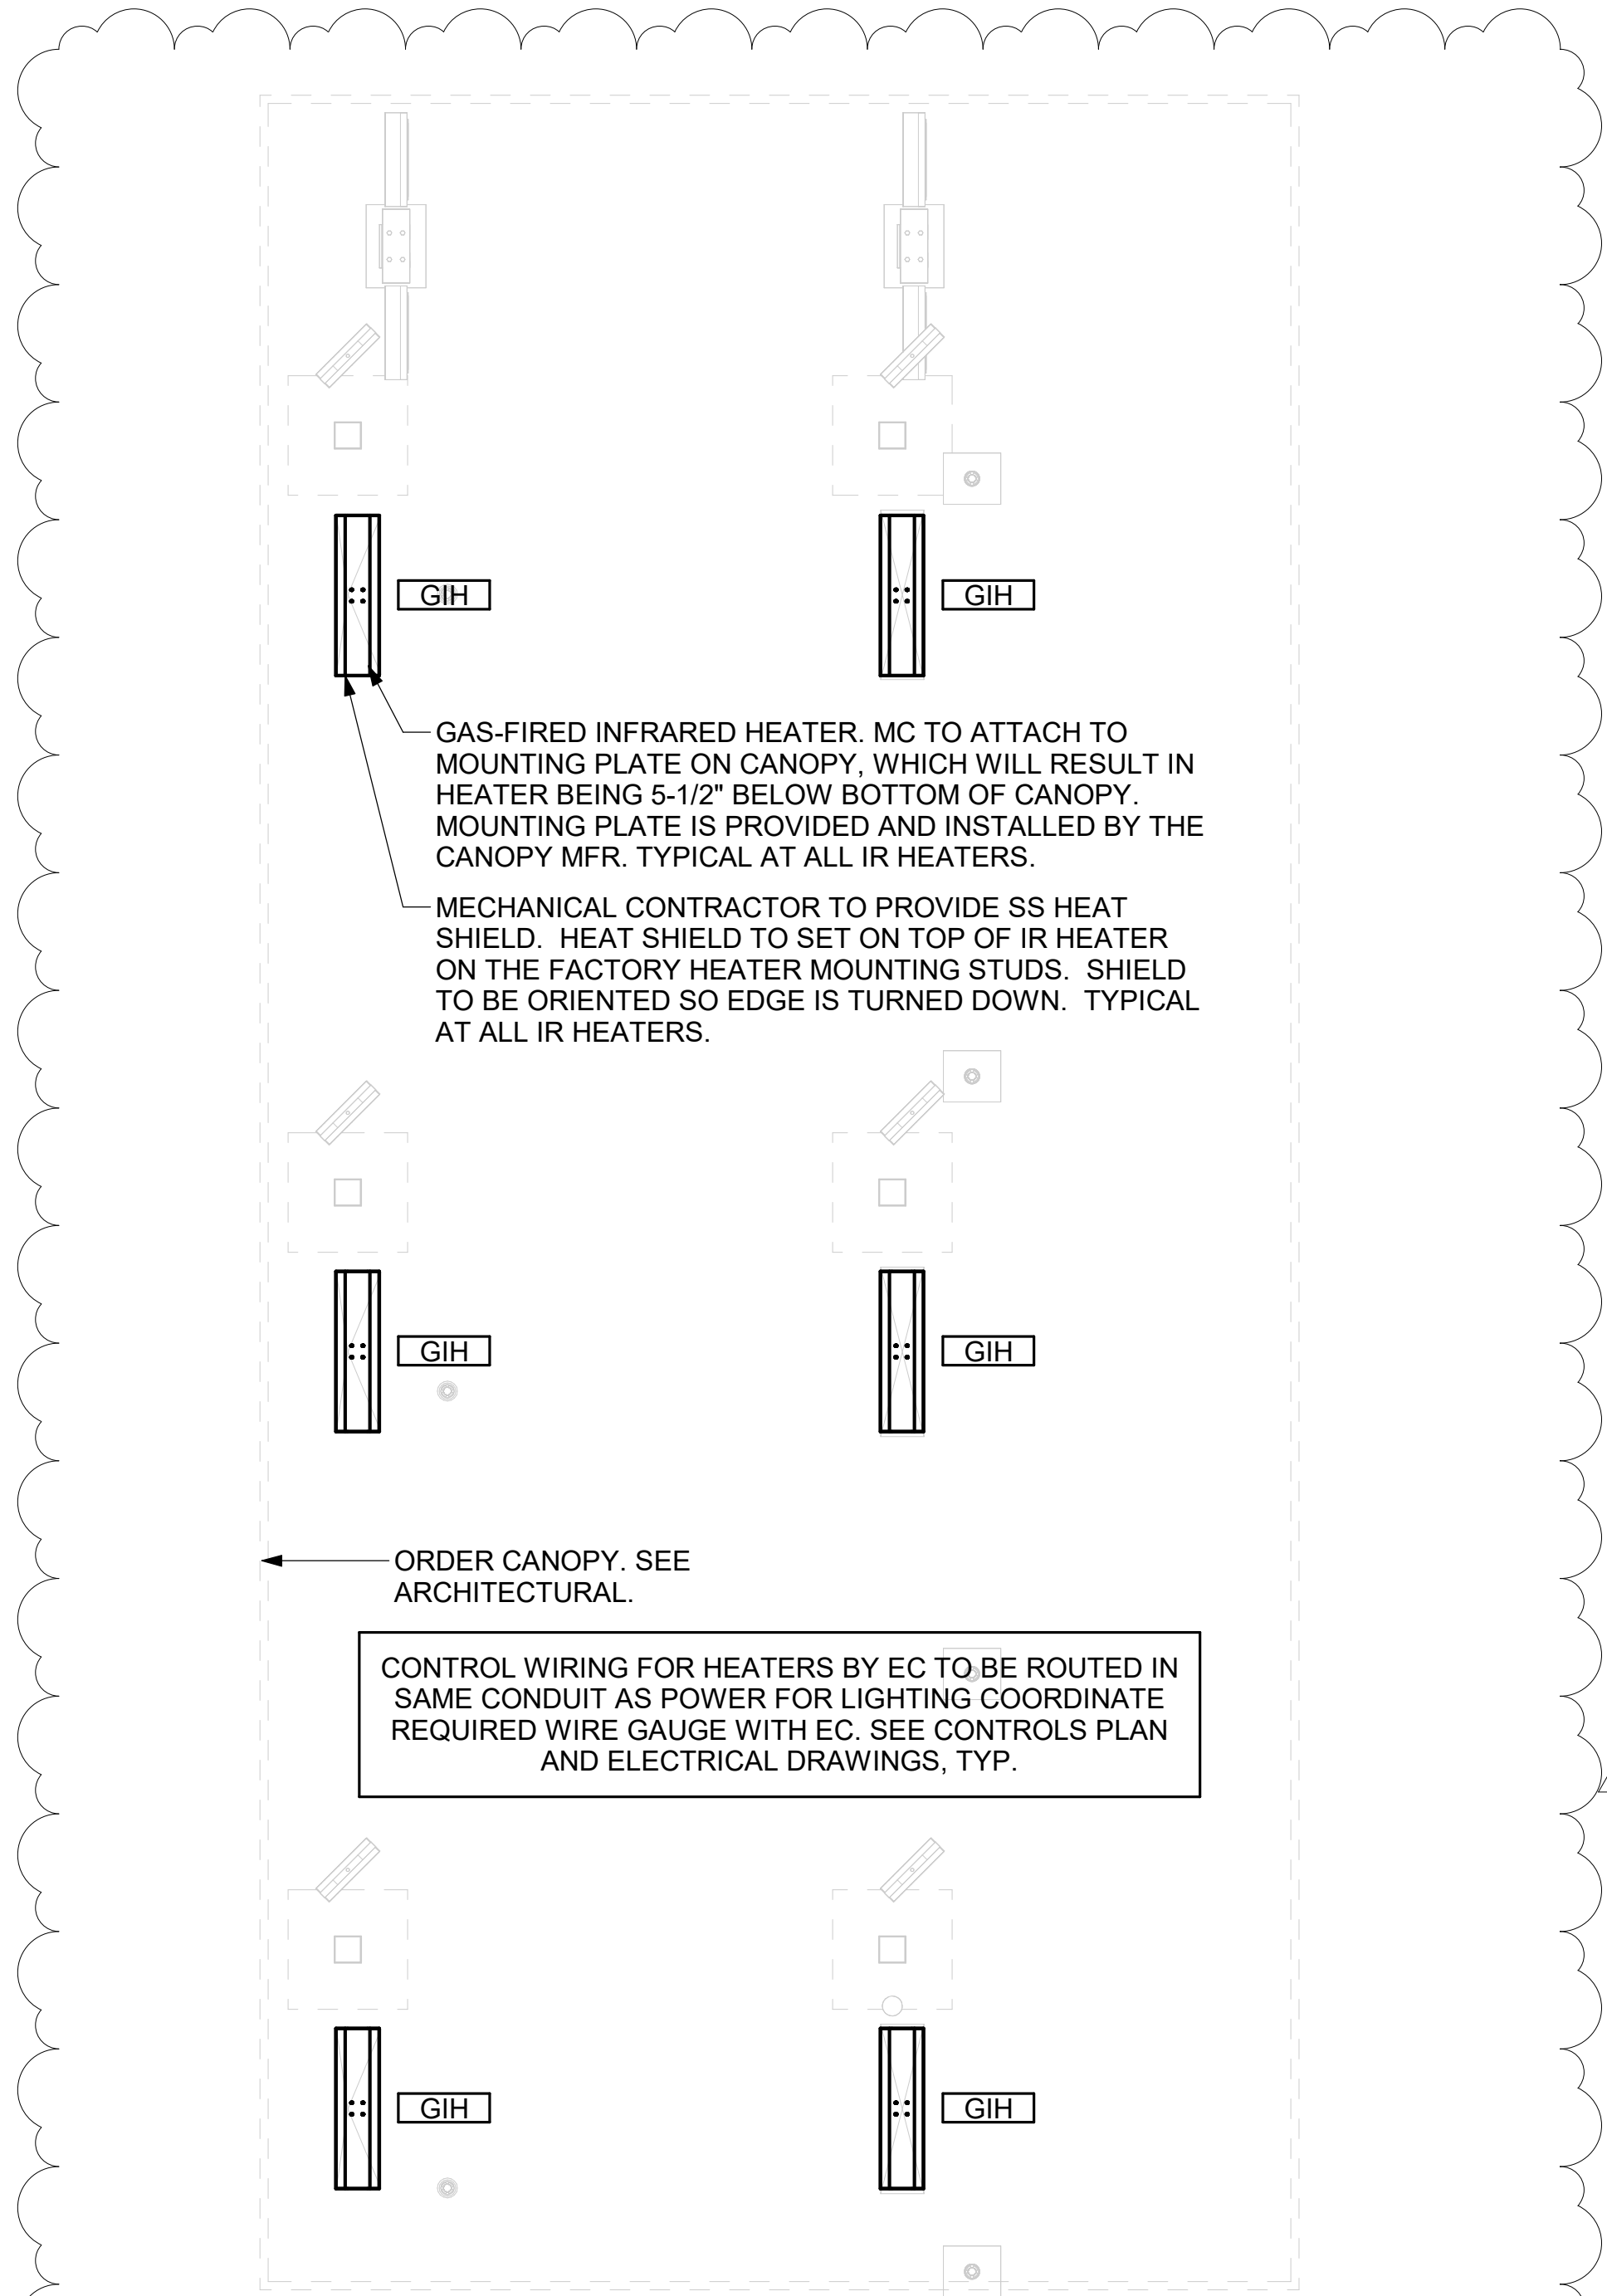 GIH
GIH
GAS-FIRED INFRARED HEATER. MC TO ATTACH TO
MOUNTING PLATE ON CANOPY, WHICH WILL RESULT IN
HEATER BEING 5-1/2" BELOW BOTTOM OF CANOPY.
MOUNTING PLATE IS PROVIDED AND INSTALLED BY THE
CANOPY MFR. TYPICAL AT ALL IR HEATERS.
MECHANICAL CONTRACTOR TO PROVIDE SS HEAT
SHIELD. HEAT SHIELD TO SET ON TOP OF IR HEATER
ON THE FACTORY HEATER MOUNTING STUDS. SHIELD
TO BE ORIENTED SO EDGE IS TURNED DOWN. TYPICAL
AT ALL IR HEATERS.
GIH
GIH
ORDER CANOPY. SEE
ARCHITECTURAL.
CONTROL WIRING FOR HEATERS BY EC TO BE ROUTED IN
SAME CONDUIT AS POWER FOR LIGHTING COORDINATE
REQUIRED WIRE GAUGE WITH EC. SEE CONTROLS PLAN
AND ELECTRICAL DRAWINGS, TYP.
GIH
GIH